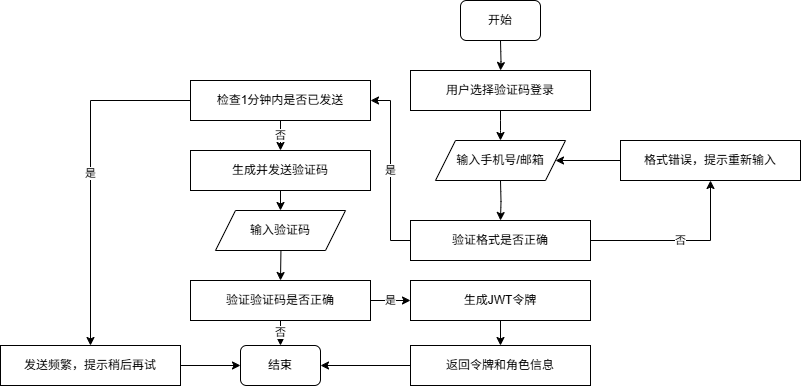 开始
用户选择验证码登录
检查1分钟内是否已发送
否
是
生成并发送验证码
输入手机号/邮箱
格式错误，提示重新输入
是
输入验证码
验证格式是否正确
否
验证验证码是否正确
是
生成JWT令牌
否
发送频繁，提示稍后再试
结束
返回令牌和角色信息